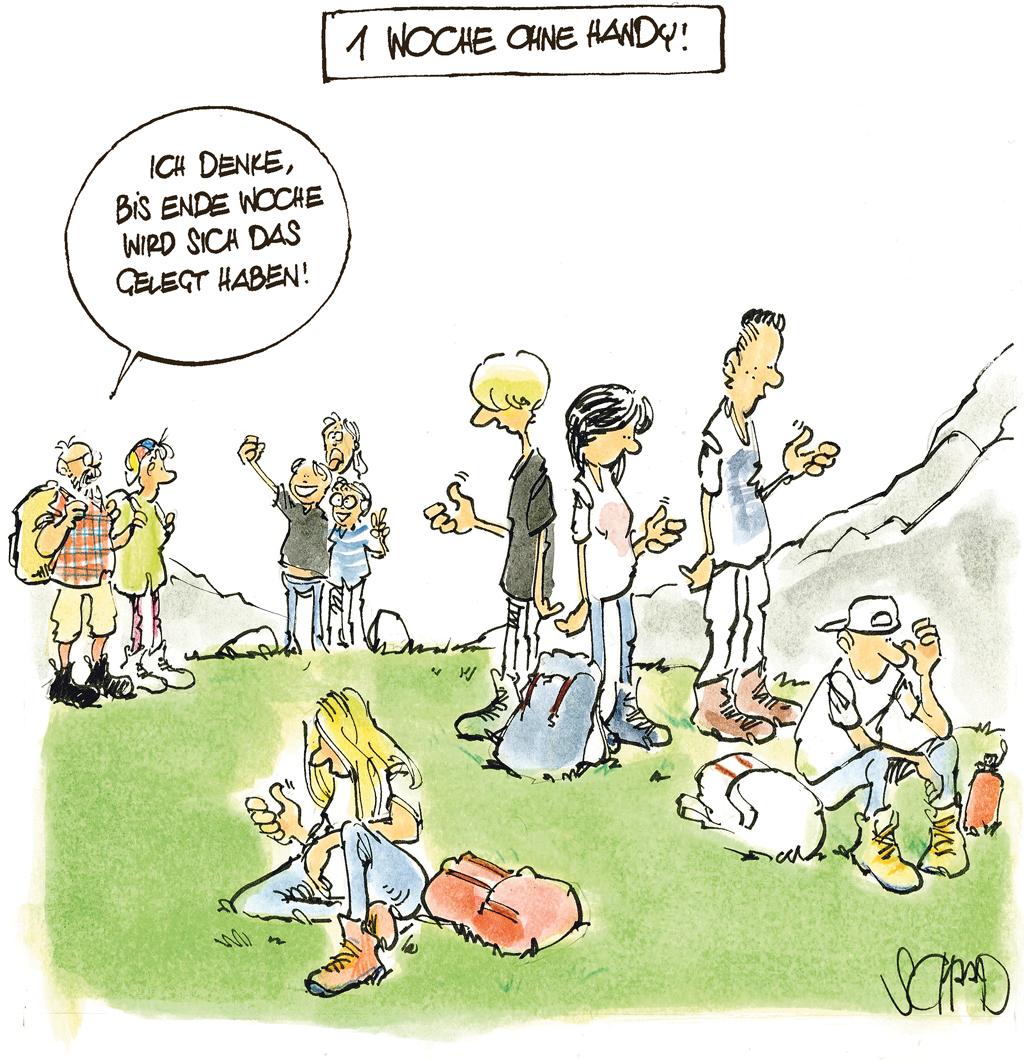 1 WOCHE OHNE HANDY!
ICH DENKE,
BIS ENDE WOCHE
WIRD SICH DAS
GELEGT HABEN!